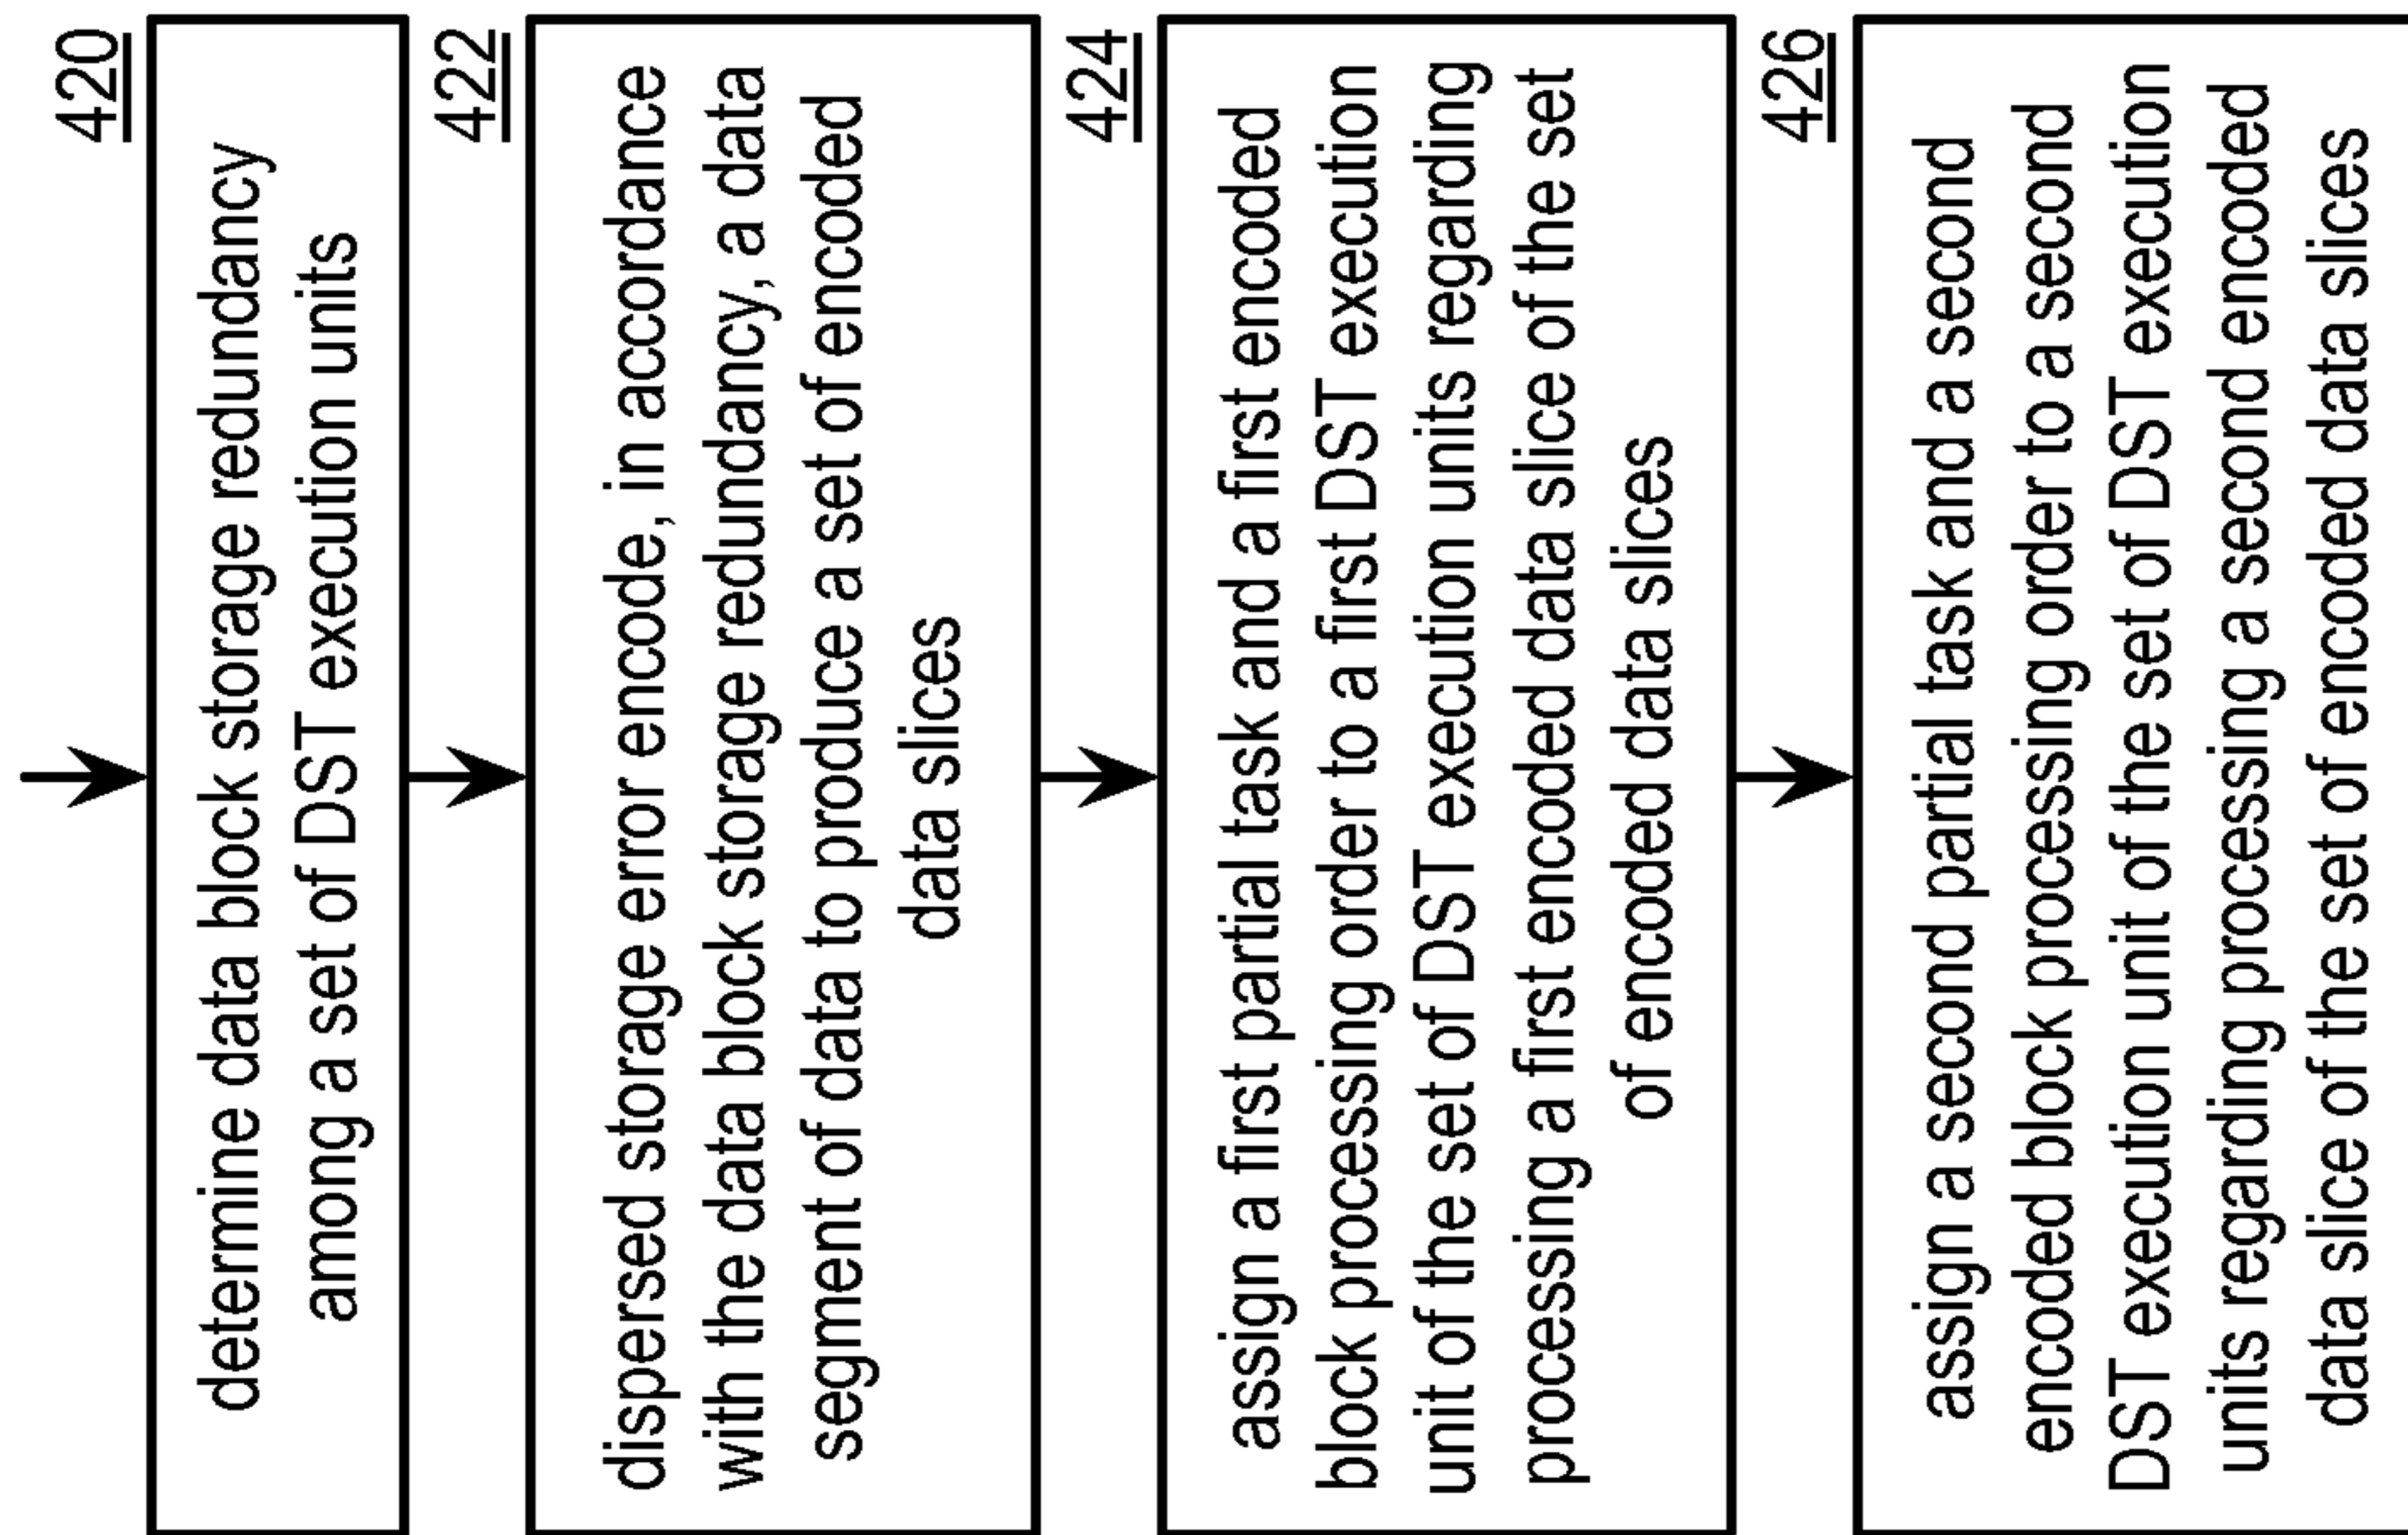 420
determine data block storage redundancy
among a set of DST execution units
422
dispersed storage error encode, in accordance
with the data block storage redundancy, a data
segment of data to produce a set of encoded
data slices
424
assign a first partial task and a first encoded
block processing order to a first DST execution
unit of the set of DST execution units regarding
processing a first encoded data slice of the set
of encoded data slices
426
assign a second partial task and a second
encoded block processing order to a second
DST execution unit of the set of DST execution
units regarding processing a second encoded
data slice of the set of encoded data slices